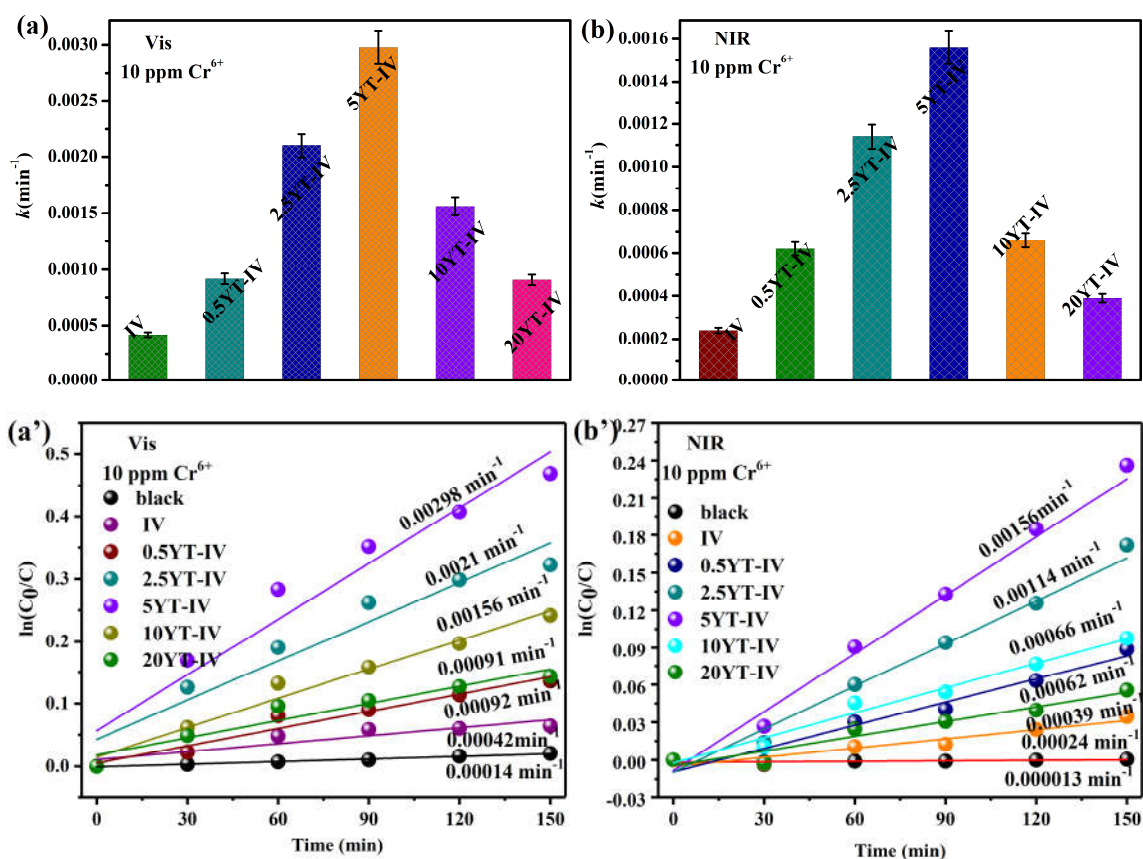 (a)
Vis
10 ppm Cr6+
k(min-1)
0.0030
0.0025
0.0020
0.0015
0.0010
0.0005
0.0000
IV
0.5YT-IV
2.5YT-IV
5YT-IV
10YT-IV
20YT-IV
(b)
NIR
10 ppm Cr6+
k(min-1)
0.0016
0.0014
0.0012
0.0010
0.0008
0.0006
0.0004
0.0002
0.0000
IV
0.5YT-IV
2.5YT-IV
5YT-IV
10YT-IV
20YT-IV
(a')
Vis
10 ppm Cr6+
black
IV
0.5YT-IV
2.5YT-IV
5YT-IV
10YT-IV
20YT-IV
ln(C0/C)
0.5
0.4
0.3
0.2
0.1
0.0
0.00298 min-1
0.0021 min-1
0.00156 min-1
0.00091 min-1
0.00092 min-1
0.00042min-1
0.00014 min-1
0 30 60 90 120 150
Time (min)
(b')
NIR
10 ppm Cr6+
black
IV
0.5YT-IV
2.5YT-IV
5YT-IV
10YT-IV
20YT-IV
ln(C0/C)
0.27
0.24
0.21
0.18
0.15
0.12
0.09
0.06
0.03
0.00
-0.03
0.00156min-1
0.00114 min-1
0.00066 min-1
0.00062 min-1
0.00039 min-1
0.00024 min-1
0.000013 min-1
0 30 60 90 120 150
Time (min)